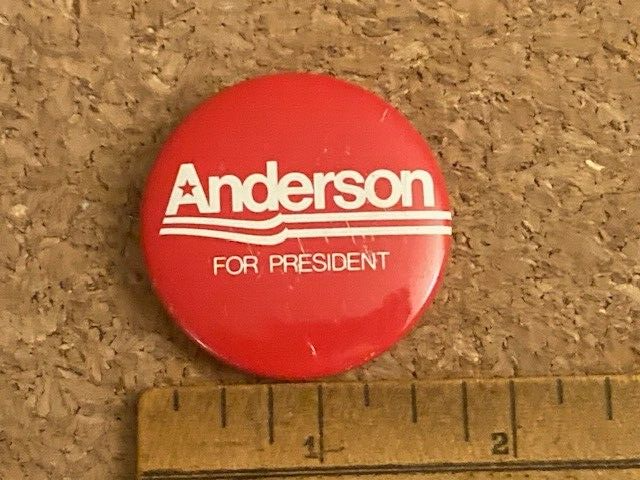 Anderson
FOR PRESIDENT
1 2